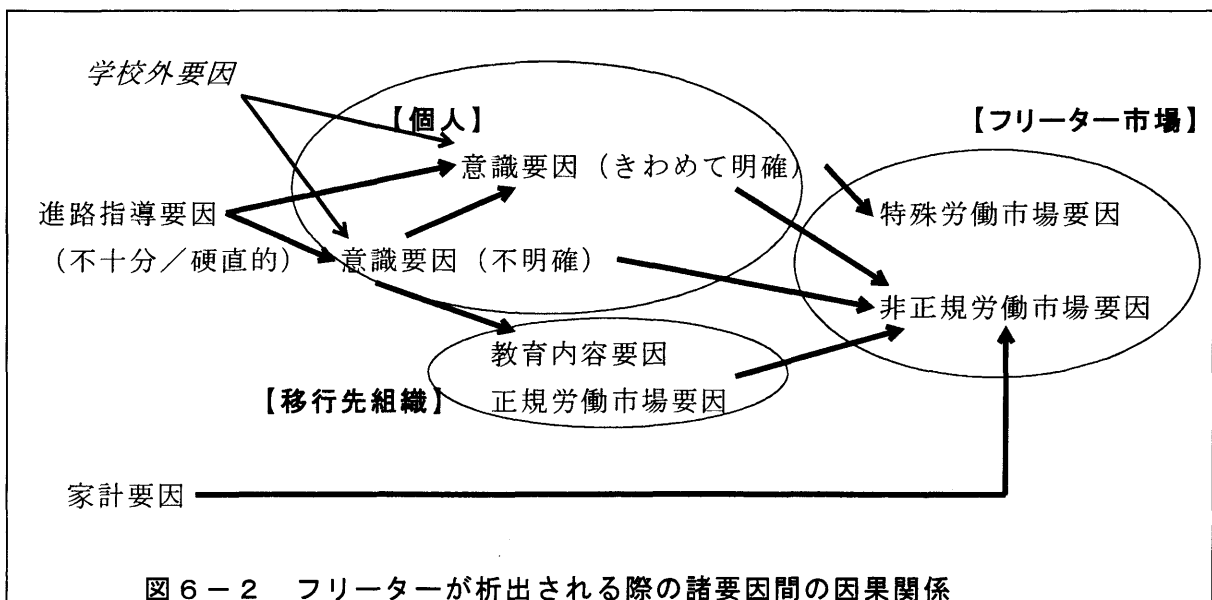 学校外要因
【個人】
【フリーター市場】
意識要因（きわめて明確）
進路指導要因
（不十分／硬直的）
特殊労働市場要因
意識要因（不明確）
非正規労働市場要因
教育内容要因
【移行先組織】
正規労働市場要因
家計要因
図６－２　フリーターが析出される際の諸要因間の因果関係